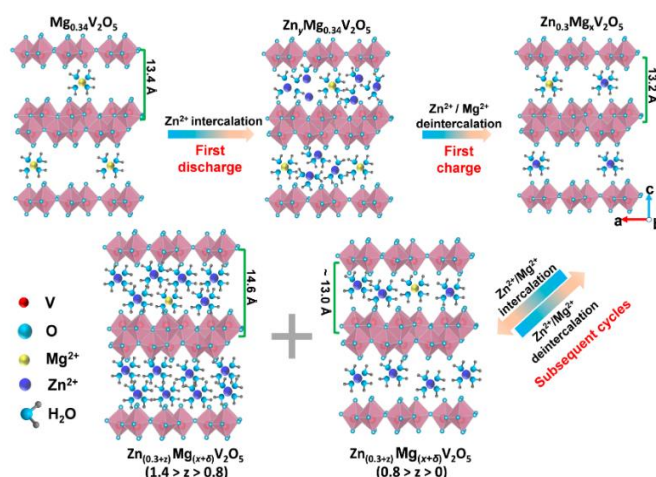 Mg₀.₃₄V₂O₅
ZnᵧMg₀.₃₄V₂O₅
Zn₀.₃MgₓV₂O₅
13.4 Å
Zn²⁺ intercalation
First
discharge
Zn²⁺ / Mg²⁺
deintercalation
First
charge
13.2 Å
c
a
14.6 Å
~ 13.0 Å
Zn²⁺/Mg²⁺
intercalation
Zn²⁺/Mg²⁺
deintercalation
Subsequent cycles
V
O
Mg²⁺
Zn²⁺
H₂O
Zn₍₀.₃₊z₎Mg₍ₓ₊δ₎V₂O₅
(1.4 > z > 0.8)
Zn₍₀.₃₊z₎Mg₍ₓ₊δ₎V₂O₅
(0.8 > z > 0)